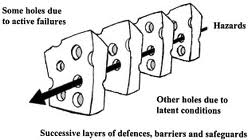 Some holes due
to active failures
Hazards
Other holes due to
latent conditions
Successive layers of defences, barriers and safeguards